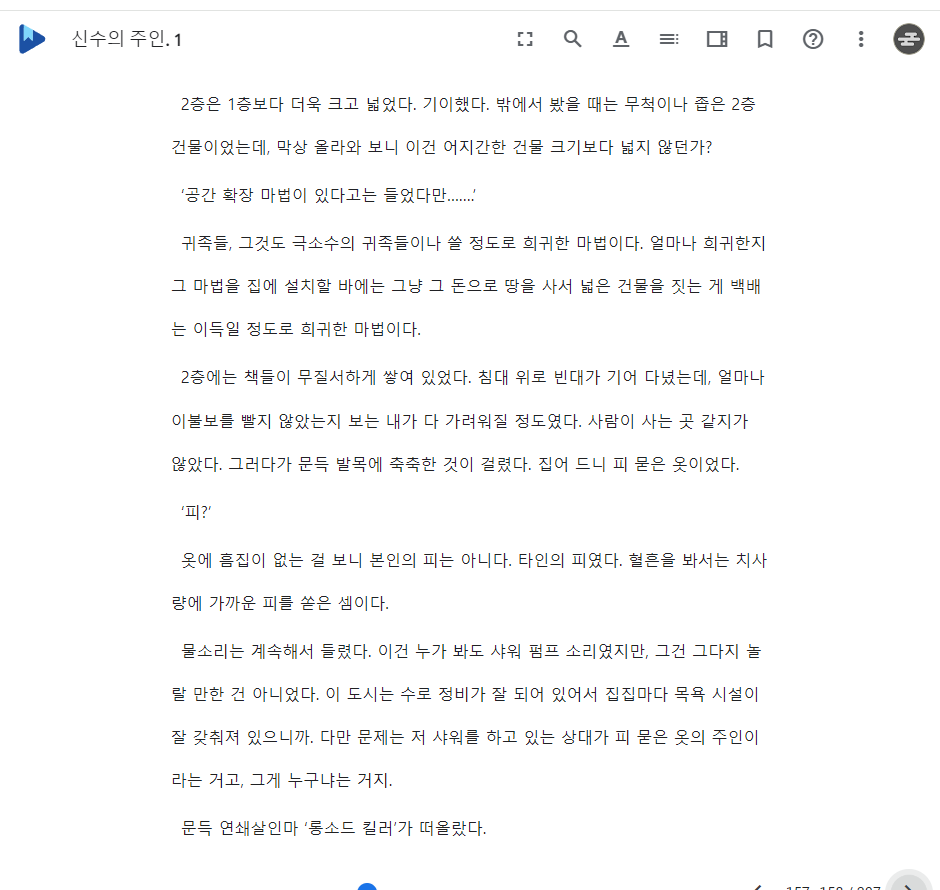 신수의 주인. 1
2층은 1층보다 더욱 크고 넓었다. 기이했다. 밖에서 봤을 때는 무척이나 좁은 2층
건물이었는데, 막상 올라와 보니 이건 어지간한 건물 크기보다 넓지 않던가?
'공간 확장 마법이 있다고는 들었다만…….'
귀족들, 그것도 극소수의 귀족들이나 쓸 정도로 희귀한 마법이다. 얼마나 희귀한지
그 마법을 집에 설치할 바에는 그냥 그 돈으로 땅을 사서 넓은 건물을 짓는 게 백배
는 이득일 정도로 희귀한 마법이다.
2층에는 책들이 무질서하게 쌓여 있었다. 침대 위로 빈대가 기어 다녔는데, 얼마나
이불보를 빨지 않았는지 보는 내가 다 가려워질 정도였다. 사람이 사는 곳 같지가
않았다. 그러다가 문득 발목에 축축한 것이 걸렸다. 집어 드니 피 묻은 옷이었다.
'피?'
옷에 흠집이 없는 걸 보니 본인의 피는 아니다. 타인의 피였다. 혈흔을 봐서는 치사
량에 가까운 피를 쏟은 셈이다.
물소리는 계속해서 들렸다. 이건 누가 봐도 샤워 펌프 소리였지만, 그건 그다지 놀
랄 만한 건 아니었다. 이 도시는 수로 정비가 잘 되어 있어서 집집마다 목욕 시설이
잘 갖춰져 있으니까. 다만 문제는 저 샤워를 하고 있는 상대가 피 묻은 옷의 주인이
라는 거고, 그게 누구냐는 거지.
문득 연쇄살인마 '롱소드 킬러'가 떠올랐다.